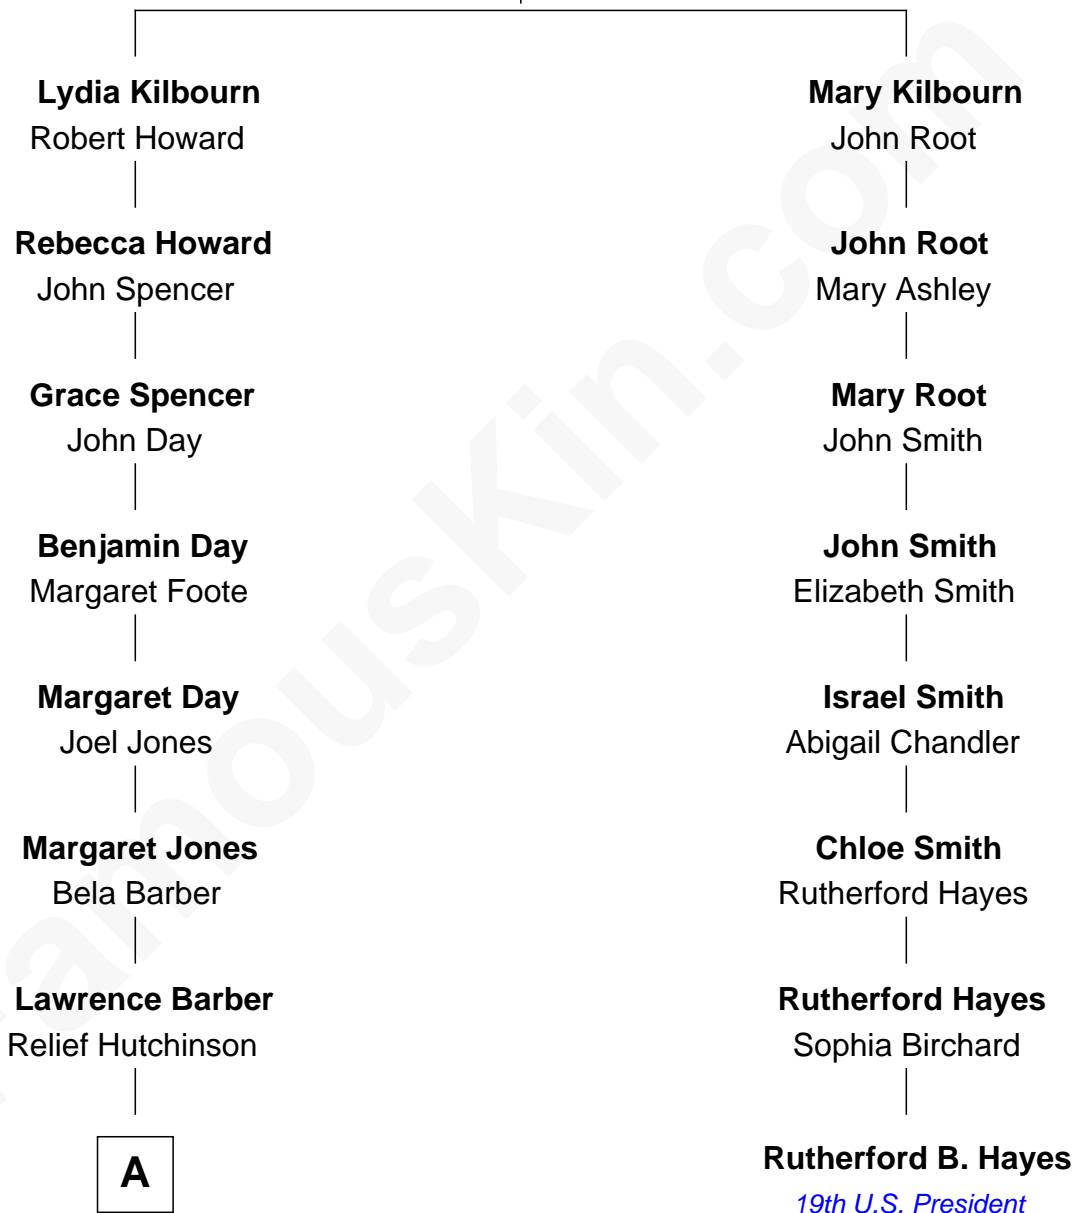 Lydia Kilbourn
Robert Howard
Mary Kilbourn
John Root
Rebecca Howard
John Spencer
John Root
Mary Ashley
Grace Spencer
John Day
Mary Root
John Smith
Benjamin Day
Margaret Foote
John Smith
Elizabeth Smith
Margaret Day
Joel Jones
Israel Smith
Abigail Chandler
Margaret Jones
Bela Barber
Chloe Smith
Rutherford Hayes
Lawrence Barber
Relief Hutchinson
Rutherford Hayes
Sophia Birchard
A
Rutherford B. Hayes
19th U.S. President
FamousKin.com